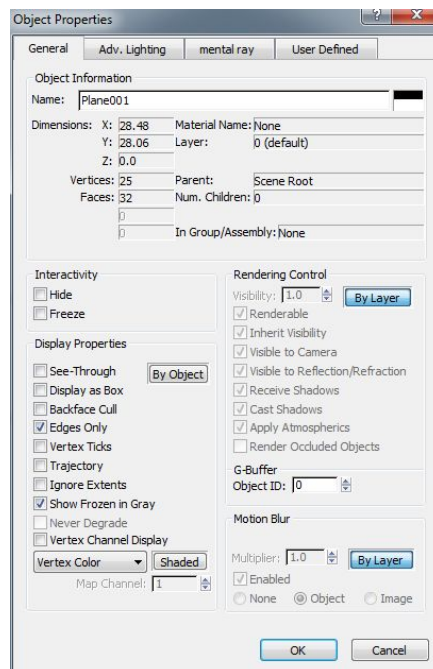 Object Properties
General Adv. Lighting mental ray User Defined
Object Information
Name: Plane001
Dimensions: X: 28.48 Material Name: None
Y: 28.06 Layer: 0 (default)
Z: 0.0
Vertices: 25 Parent: Scene Root
Faces: 32 Num. Children: 0
0
0 In Group/Assembly: None
Interactivity
Hide
Freeze
Display Properties
See-Through By Object
Display as Box
Backface Cull
Edges Only
Vertex Ticks
Trajectory
Ignore Extents
Show Frozen in Gray
Never Degrade
Vertex Channel Display
Vertex Color Shaded
Map Channel: 1
Rendering Control
Visibility: 1.0 By Layer
Renderable
Inherit Visibility
Visible to Camera
Visible to Reflection/Refraction
Receive Shadows
Cast Shadows
Apply Atmospherics
Render Occluded Objects
G-Buffer
Object ID: 0
Motion Blur
Multiplier: 1.0 By Layer
Enabled
None Object Image
OK Cancel